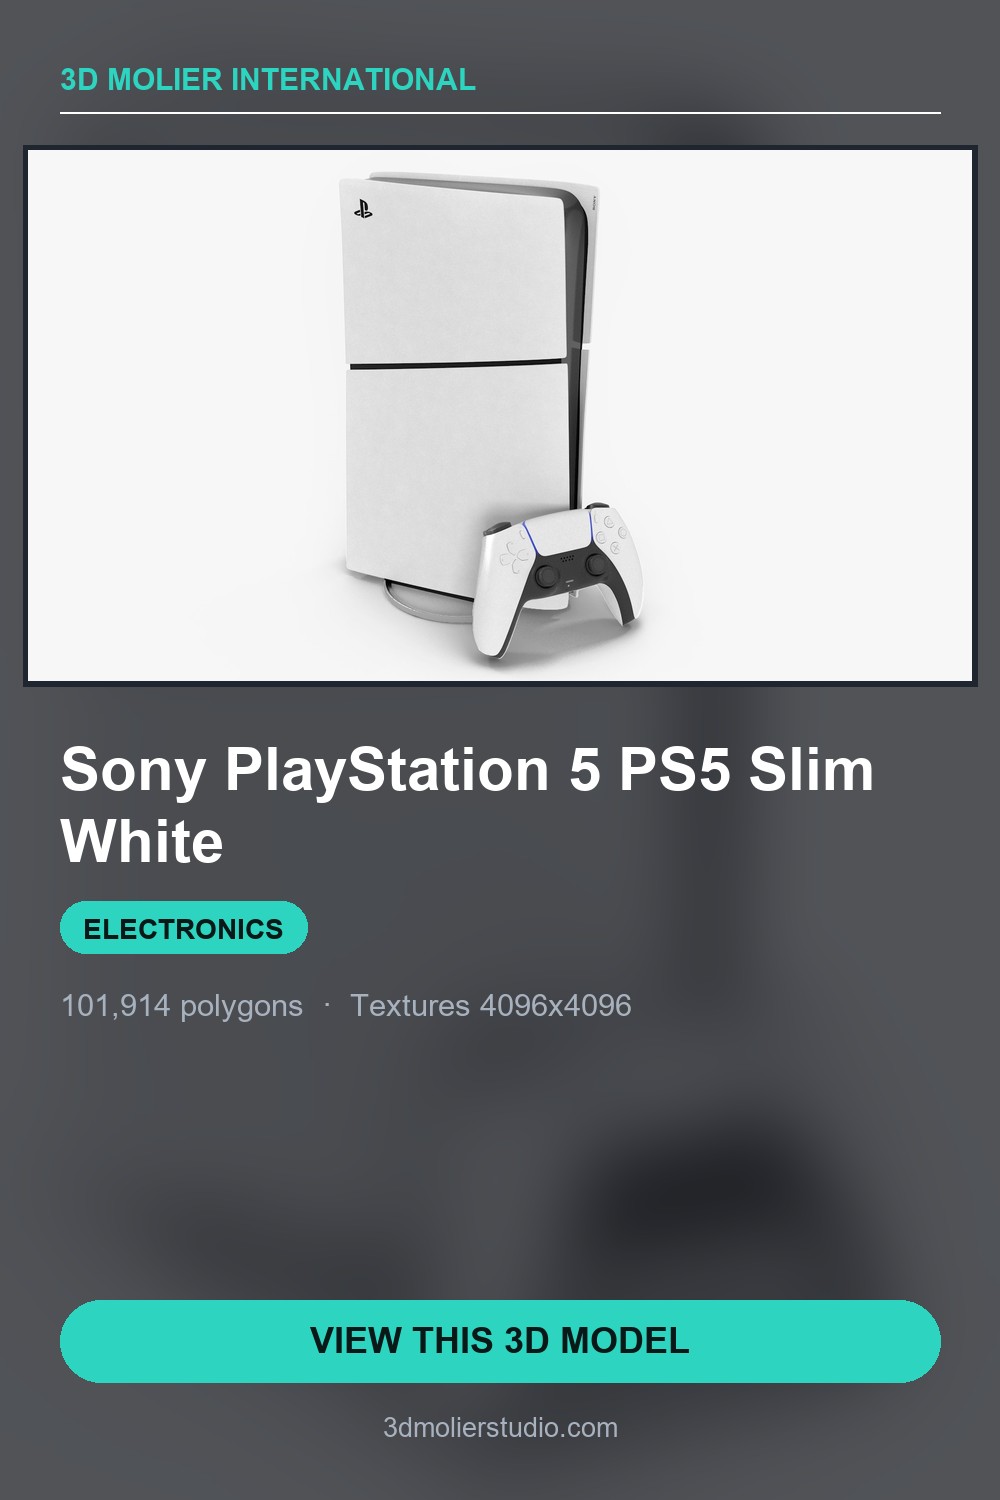 3D MOLIER INTERNATIONAL
Sony PlayStation 5 PS5 Slim
White
ELECTRONICS
101,914 polygons · Textures 4096x4096
VIEW THIS 3D MODEL
3dmolierstudio.com